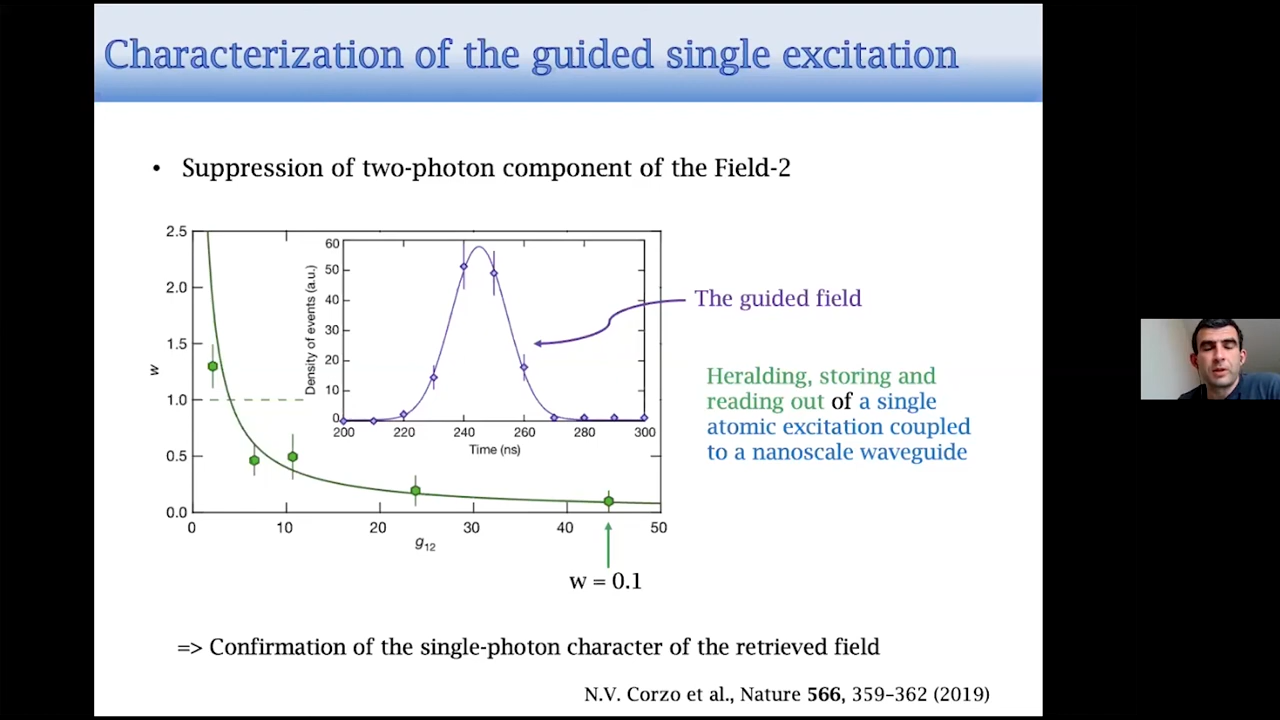 Characterization of the guided single excitation
• Suppression of two-photon component of the Field-2
2.5
2.0
1.5
1.0
0.5
0.0
w
0
10
20
30
40
50
g12
60
50
40
30
20
10
0
Density of events (a.u.)
200
220
240
260
280
300
Time (ns)
The guided field
Heralding, storing and
reading out of a single
atomic excitation coupled
to a nanoscale waveguide
w = 0.1
=> Confirmation of the single-photon character of the retrieved field
N.V. Corzo et al., Nature 566, 359–362 (2019)